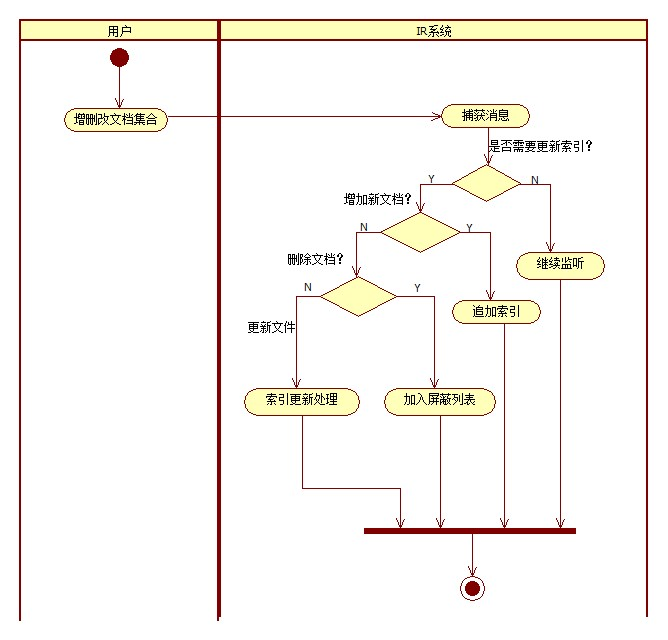 用户
IR系统
增删改文档集合
捕获消息
是否需要更新索引?
Y
N
增加新文档?
N
Y
删除文档?
继续监听
N
Y
追加索引
更新文件
索引更新处理
加入屏蔽列表